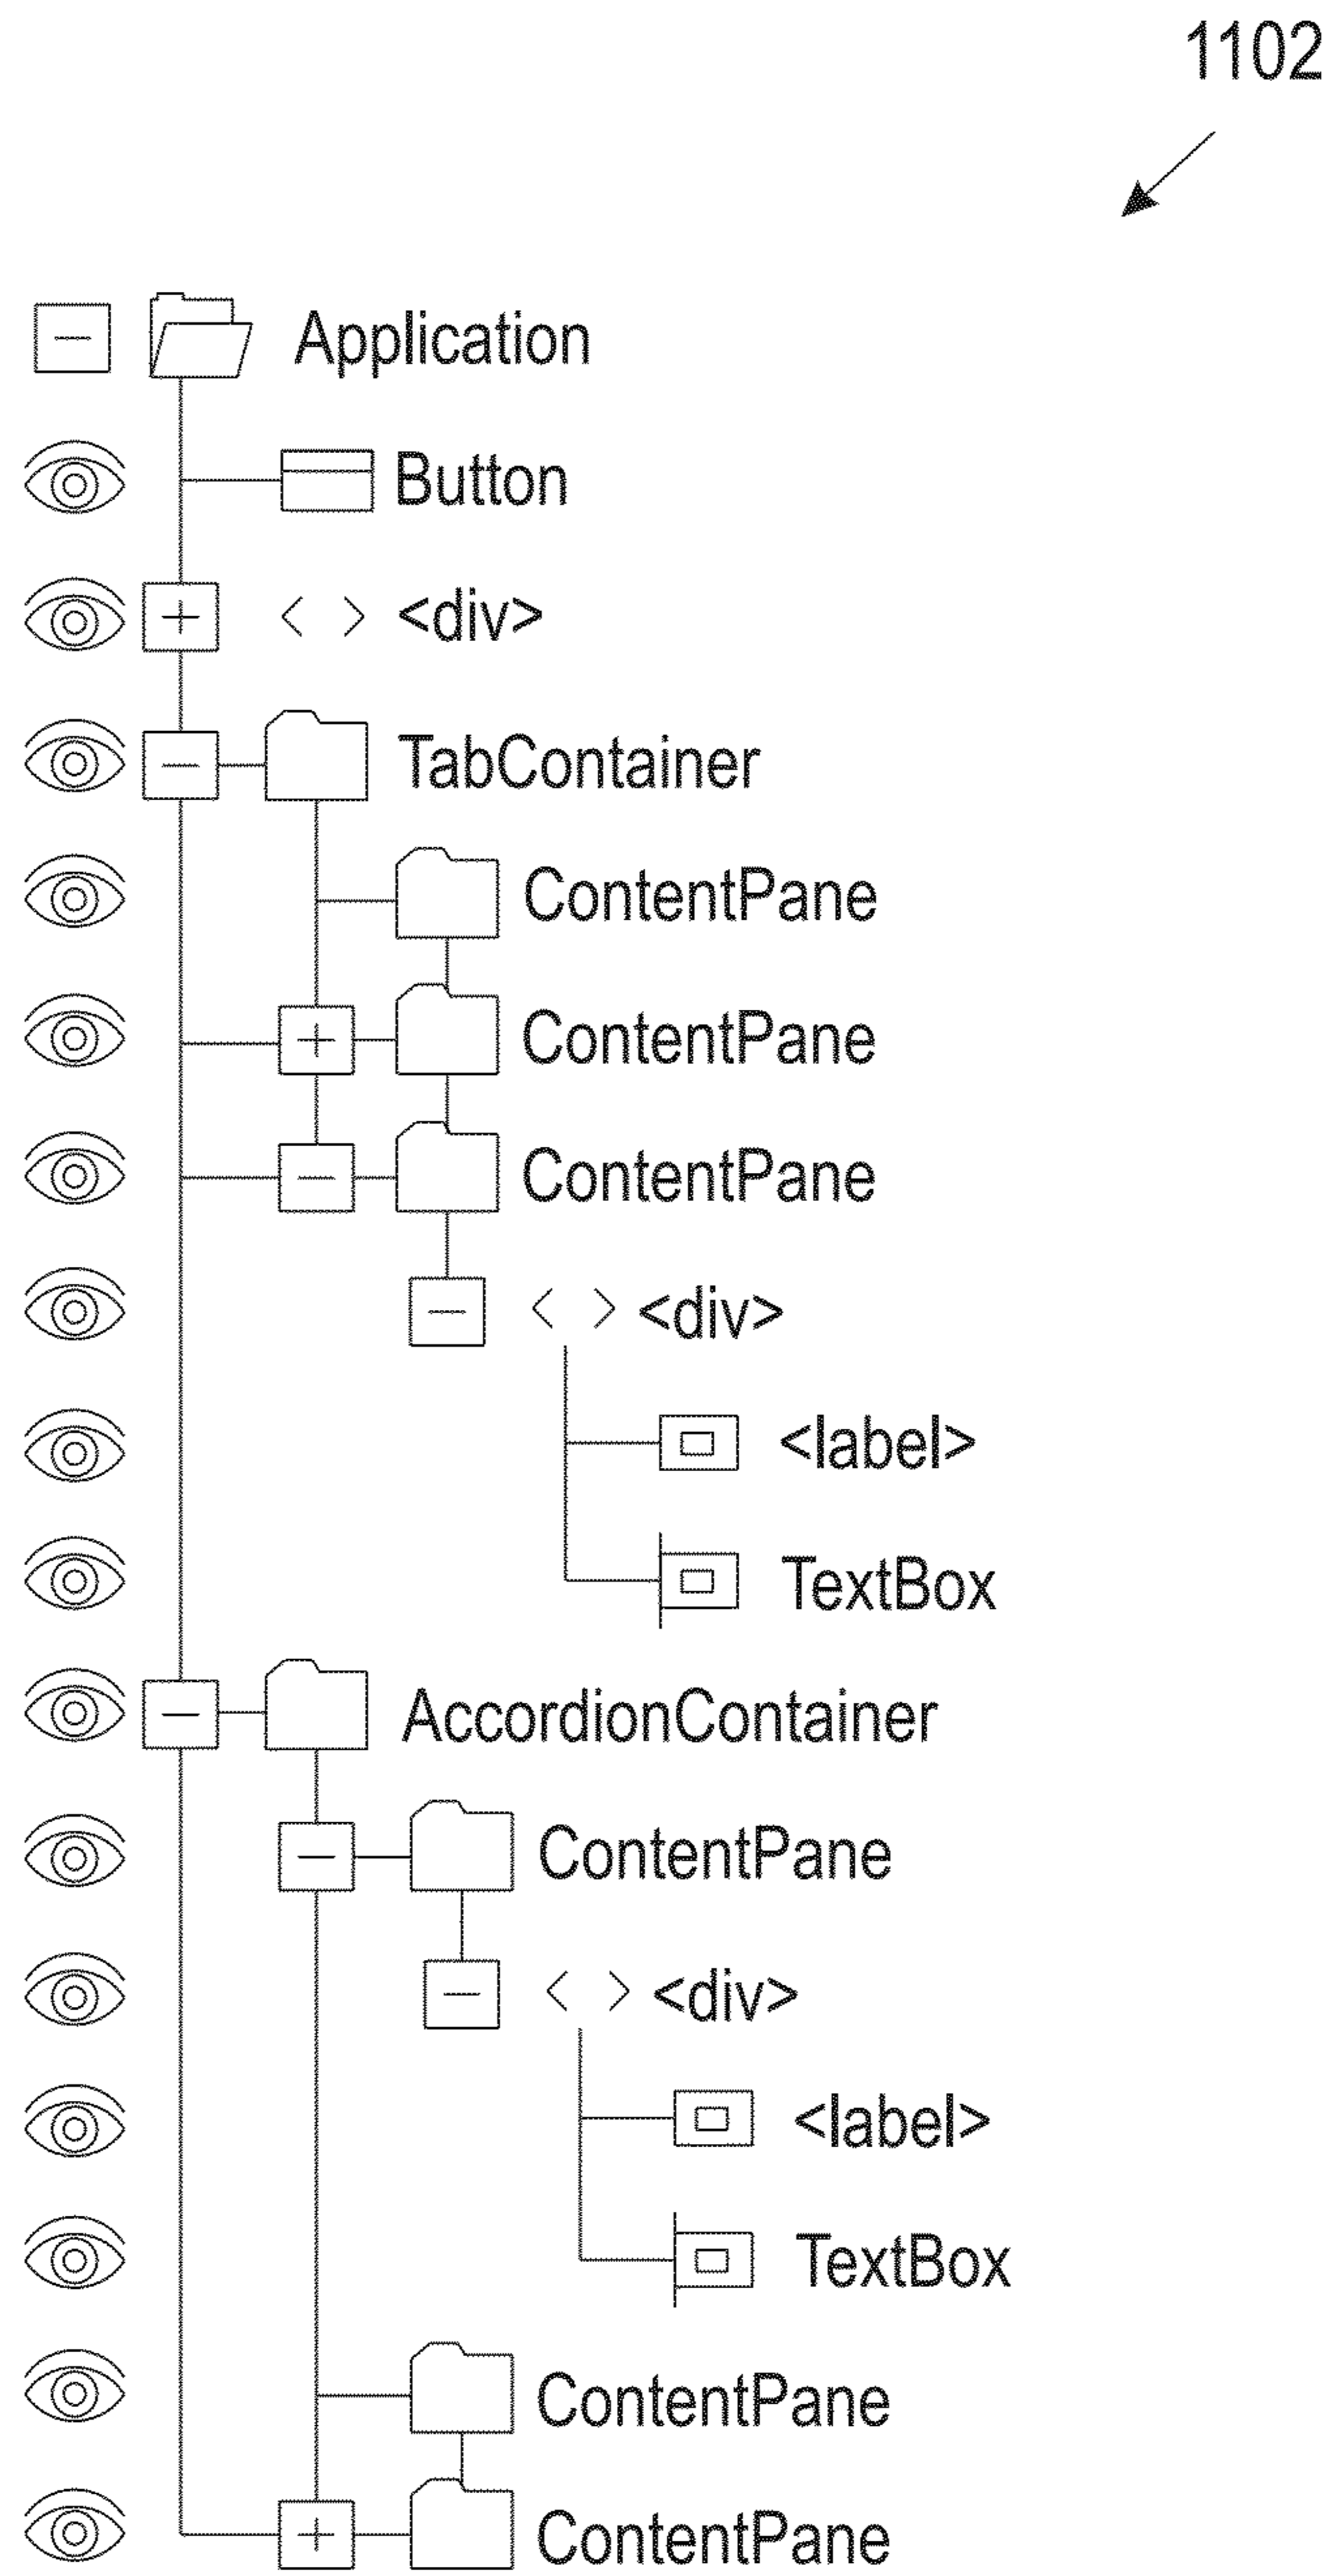 1102
Application
Button
<div>
TabContainer
ContentPane
ContentPane
ContentPane
<div>
<label>
TextBox
AccordionContainer
ContentPane
<div>
<label>
TextBox
ContentPane
ContentPane